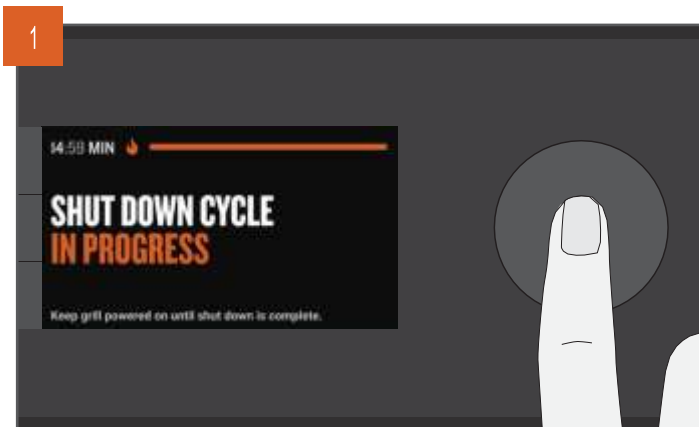 1
14:59 MIN
SHUT DOWN CYCLE
IN PROGRESS
Keep grill powered on until shut down is complete.